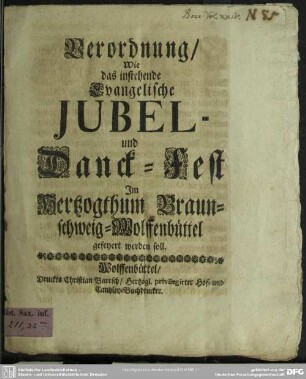 Verordnung/
Wie
das instehende
Evangelische
JUBEL-
und
Danck-Fest
Im
Hertzogthum Braun-
schweig-Wolffenbüttel
gefeyert werden soll.
Wolffenbüttel/
Druckts Christian Bartsch/ Hertzogl. privilegirter Hof- und
Cantzley-Buchdrucker.